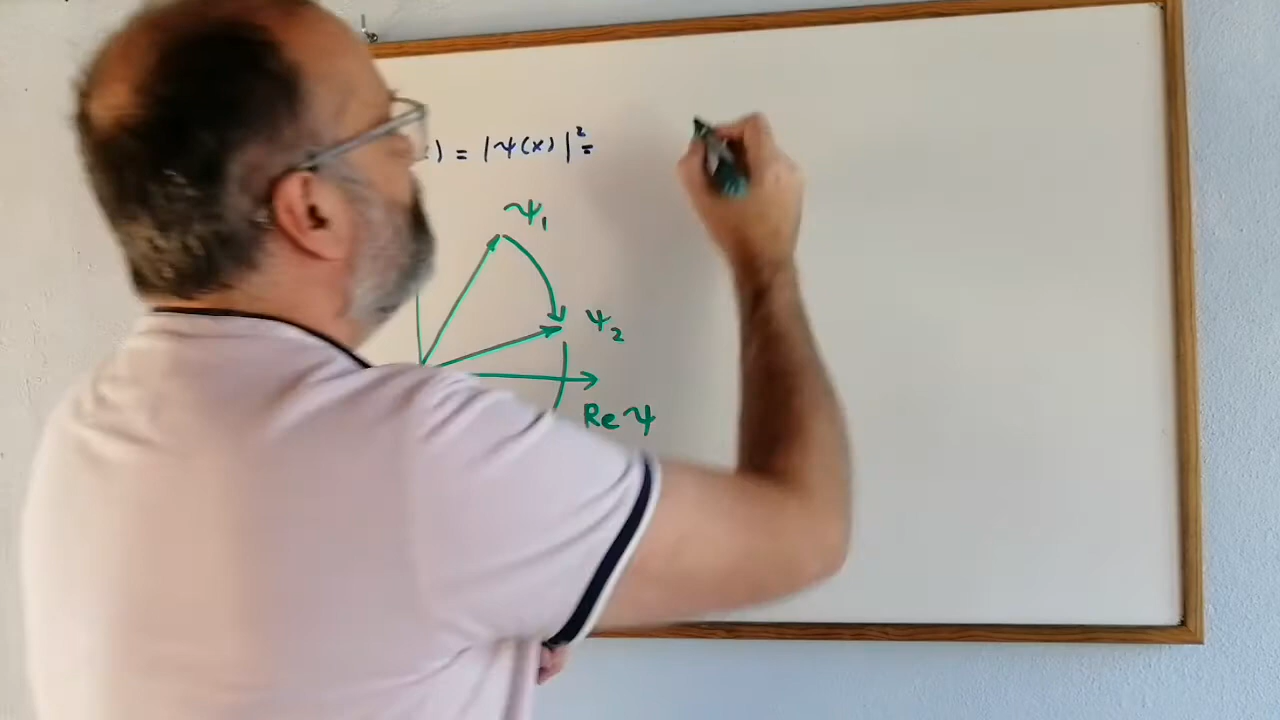 ) = |ψ(x)|² =
ψ₁
ψ₂
Re ψ